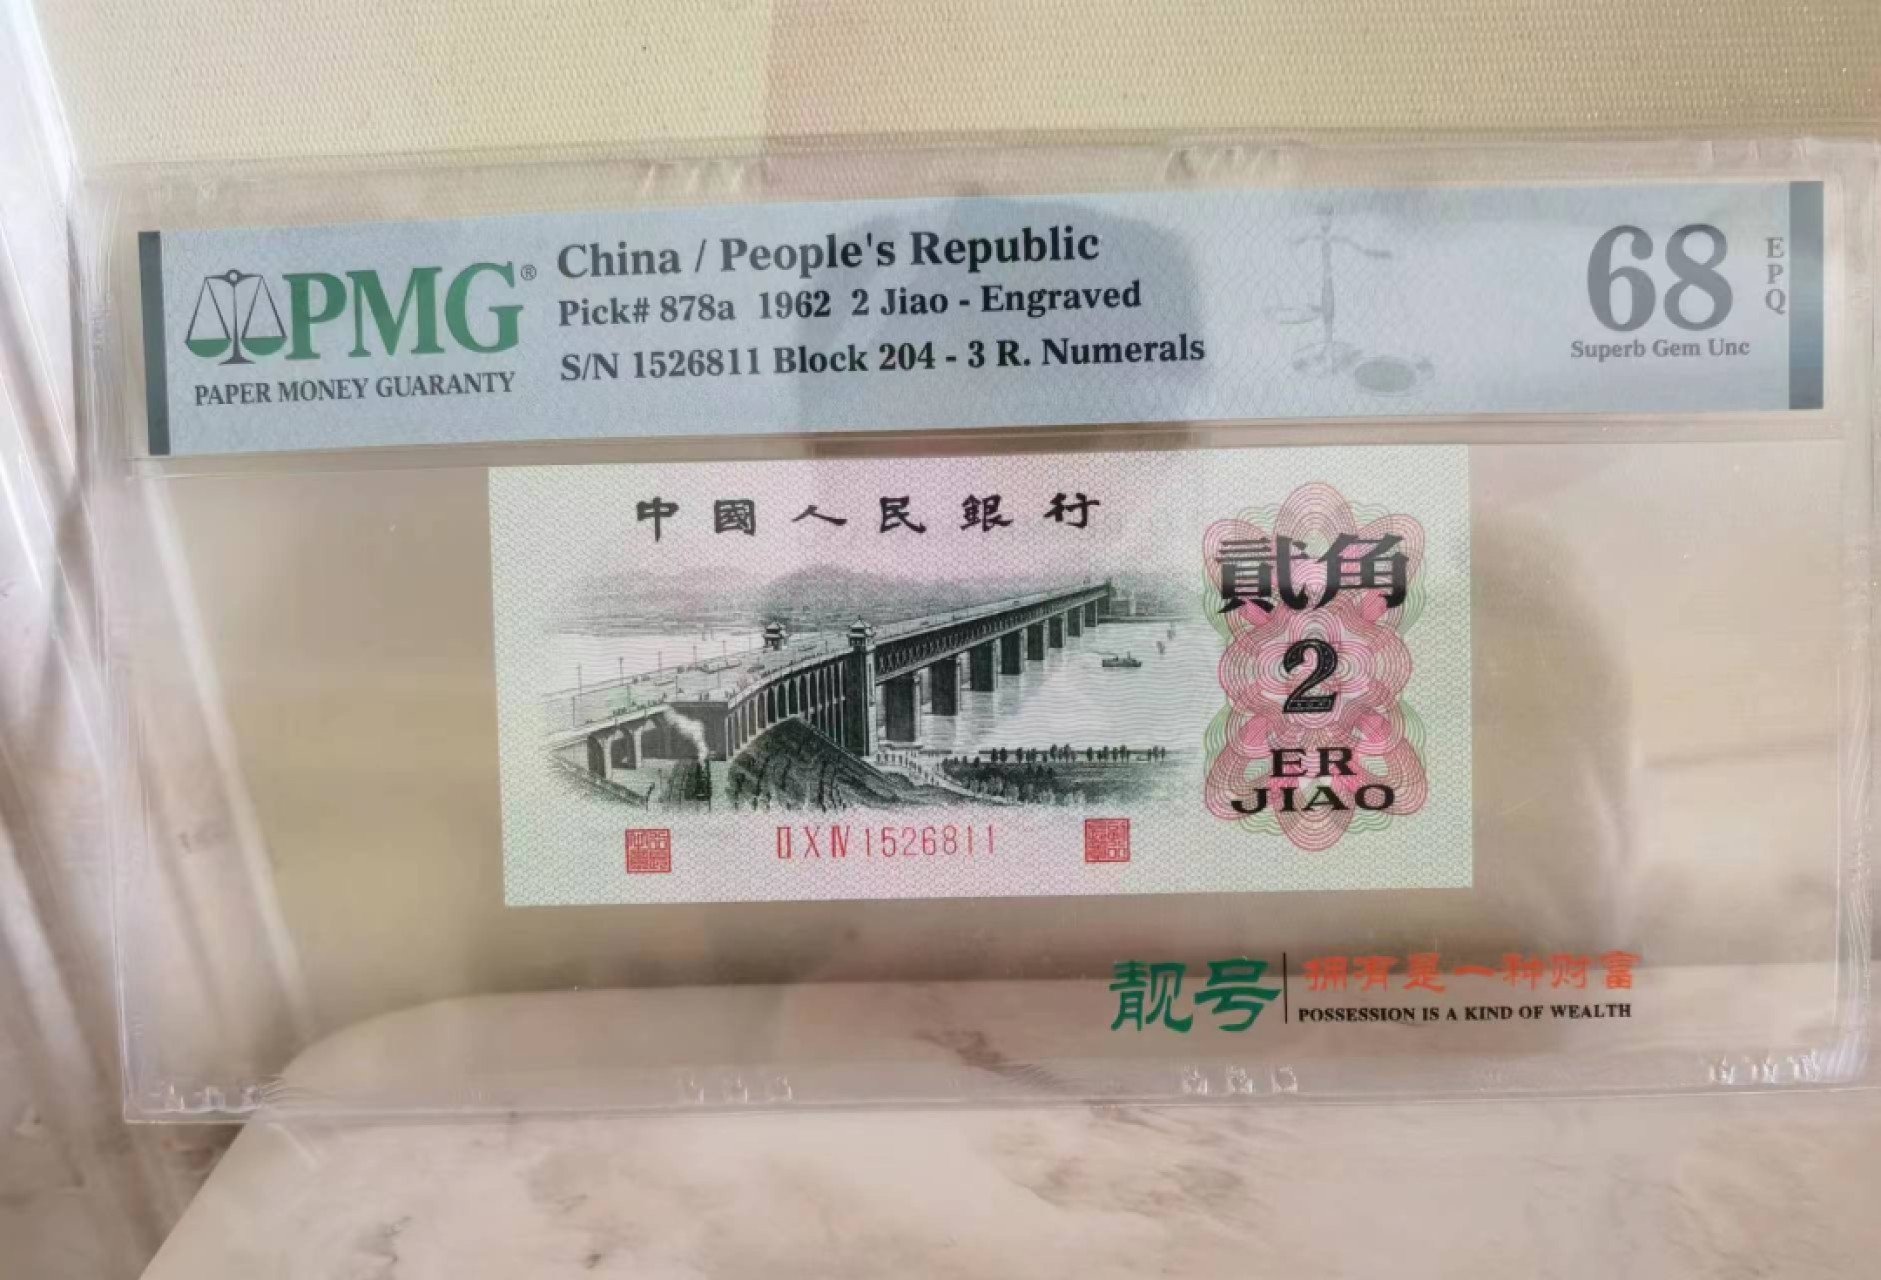 PMG®
PAPER MONEY GUARANTY
China / People's Republic
Pick# 878a 1962 2 Jiao - Engraved
S/N 1526811 Block 204 - 3 R. Numerals
68
EPQ
Superb Gem Unc
中國人民銀行
貳角
2
ER
JIAO
ⅡⅩⅣ 1526811
靓号
拥有是一种财富
POSSESSION IS A KIND OF WEALTH